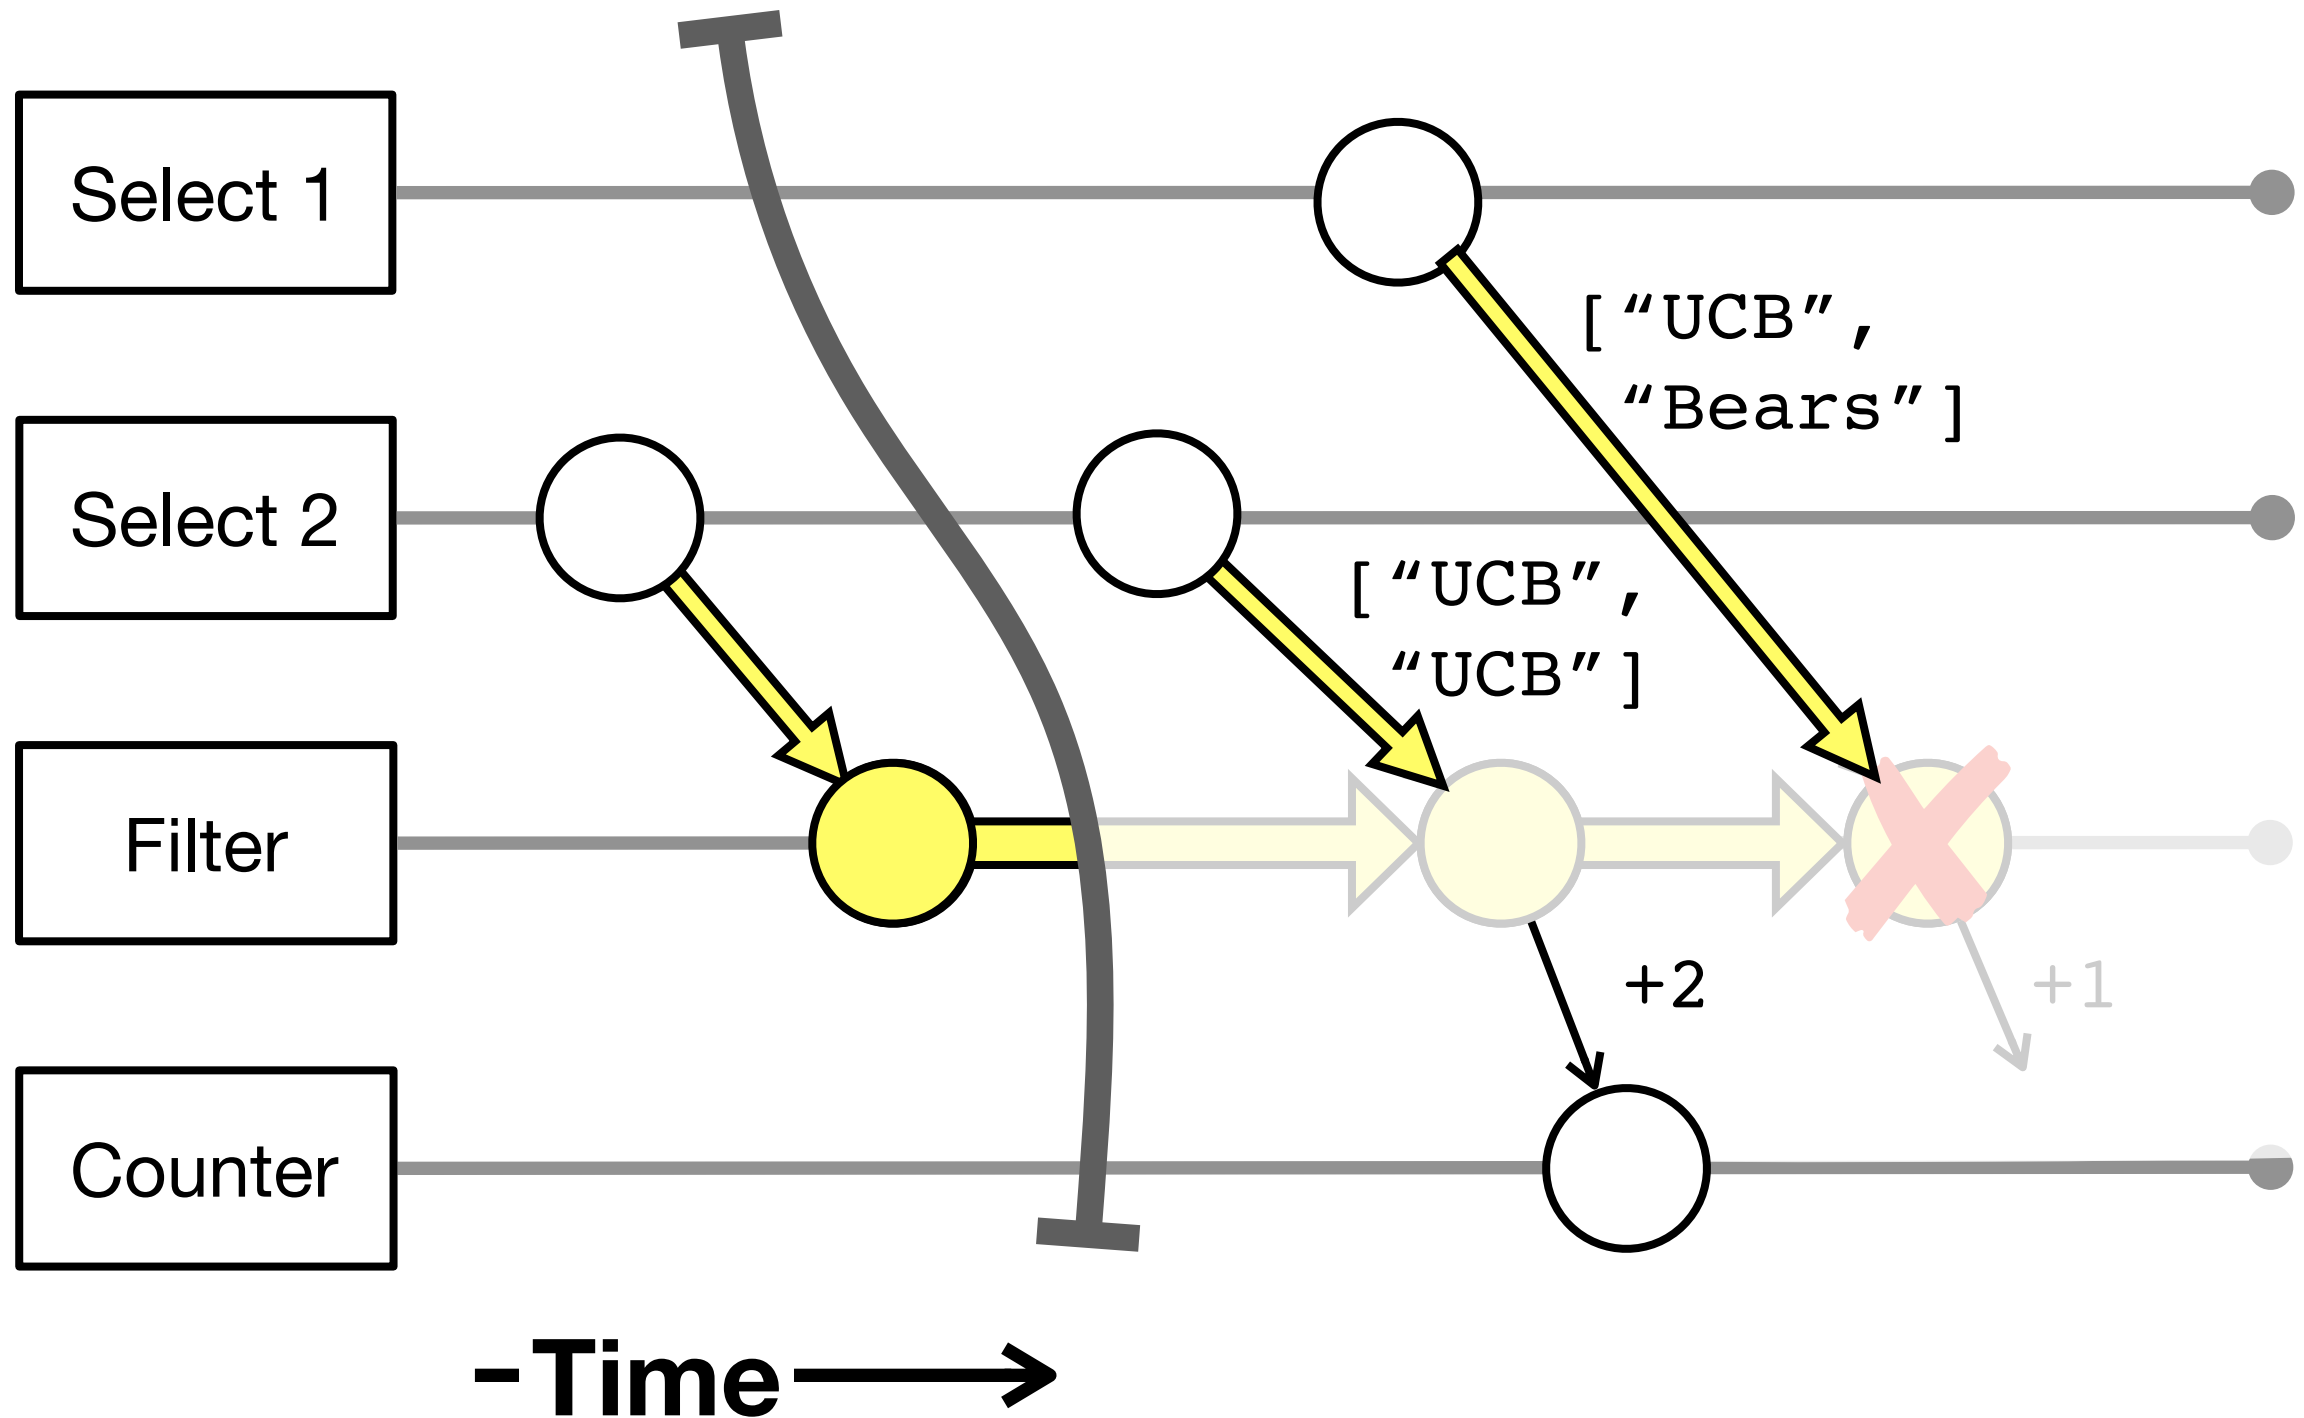 Select 1
["UCB",
"Bears"]
Select 2
["UCB",
"UCB"]
Filter
+2
+1
Counter
-Time